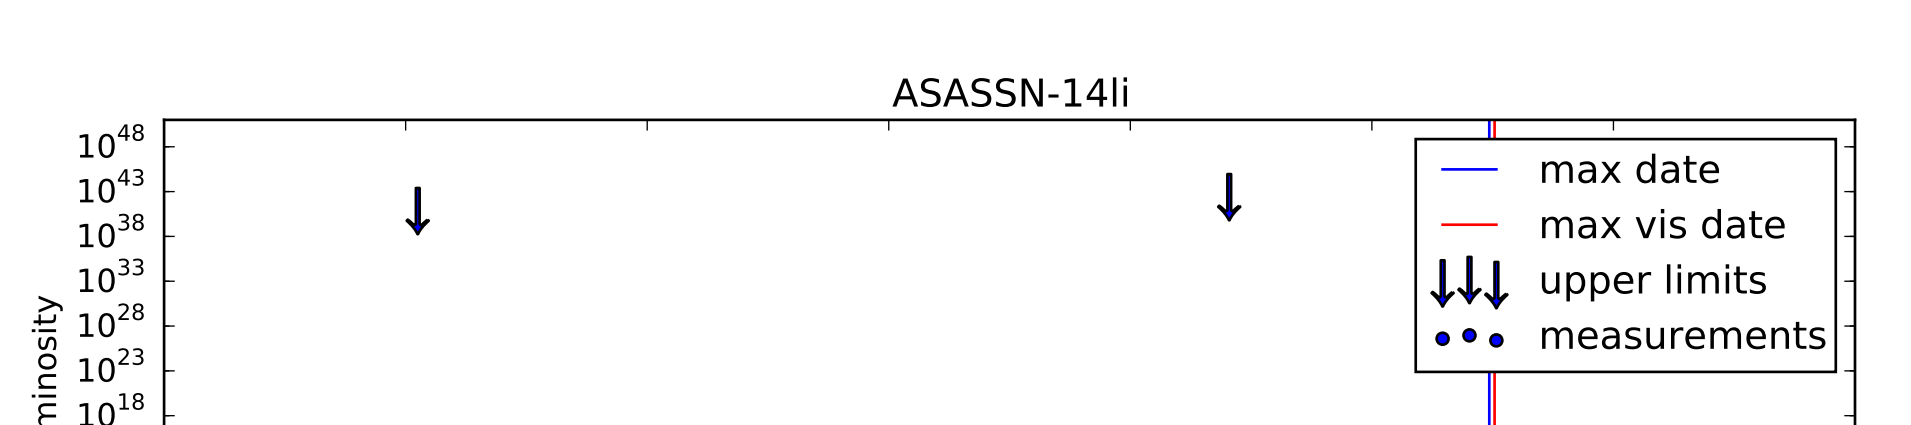 ASASSN-14li
10^48
10^43
10^38
10^33
10^28
10^23
10^18
max date
max vis date
upper limits
measurements